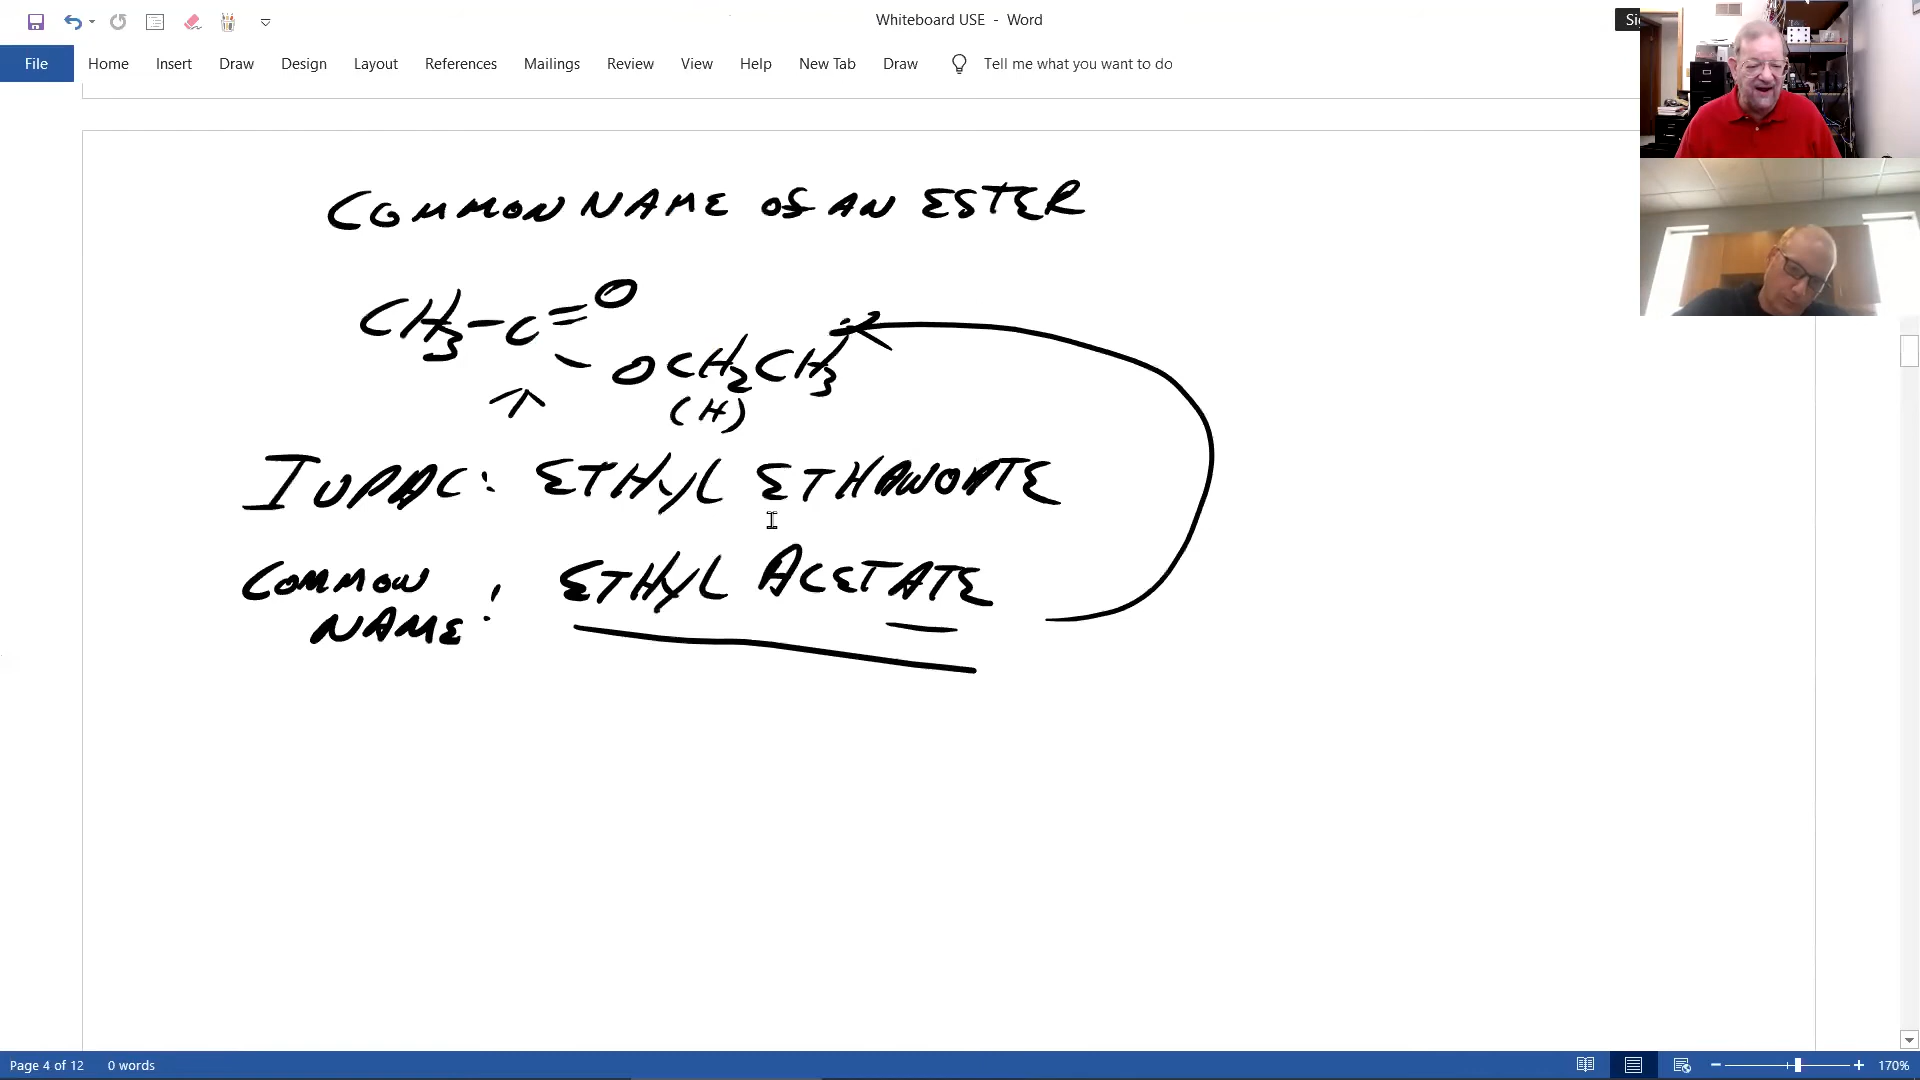 Whiteboard USE - Word
Si
File Home Insert Draw Design Layout References Mailings Review View Help New Tab Draw Tell me what you want to do
COMMON NAME OF AN ESTER
CH3-C=O
OCH2CH3
(H)
IUPAC: ETHYL ETHANOATE
COMMON NAME: ETHYL ACETATE
Page 4 of 12 0 words 170%